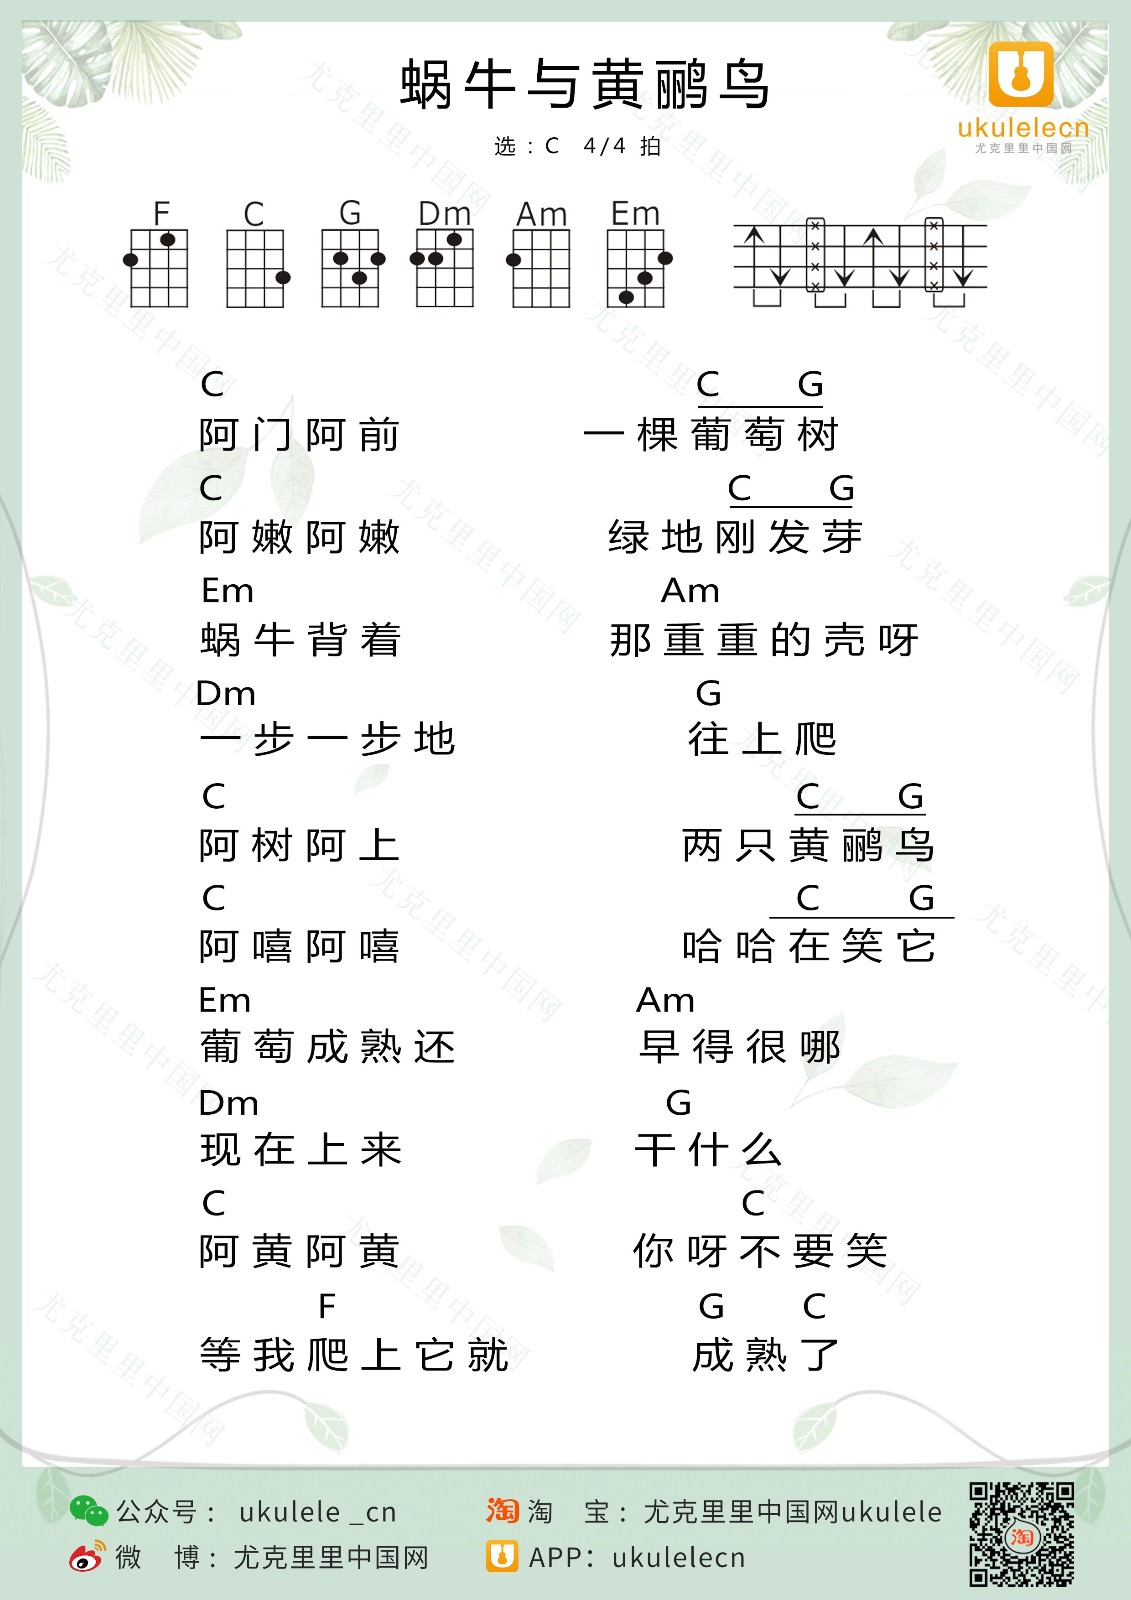 蜗牛与黄鹂鸟
选：C 4/4 拍
ukulelecn
尤克里里中国网
F C G Dm Am Em
C C G
阿门阿前 一棵葡萄树
C C G
阿嫩阿嫩 绿地刚发芽
Em Am
蜗牛背着 那重重的壳呀
Dm G
一步一步地 往上爬
C C G
阿树阿上 两只黄鹂鸟
C C G
阿嘻阿嘻 哈哈在笑它
Em Am
葡萄成熟还 早得很哪
Dm G
现在上来 干什么
C C
阿黄阿黄 你呀不要笑
F G C
等我爬上它就 成熟了
公众号： ukulele _cn 淘 淘 宝：尤克里里中国网ukulele
微 博：尤克里里中国网 APP：ukulelecn
淘